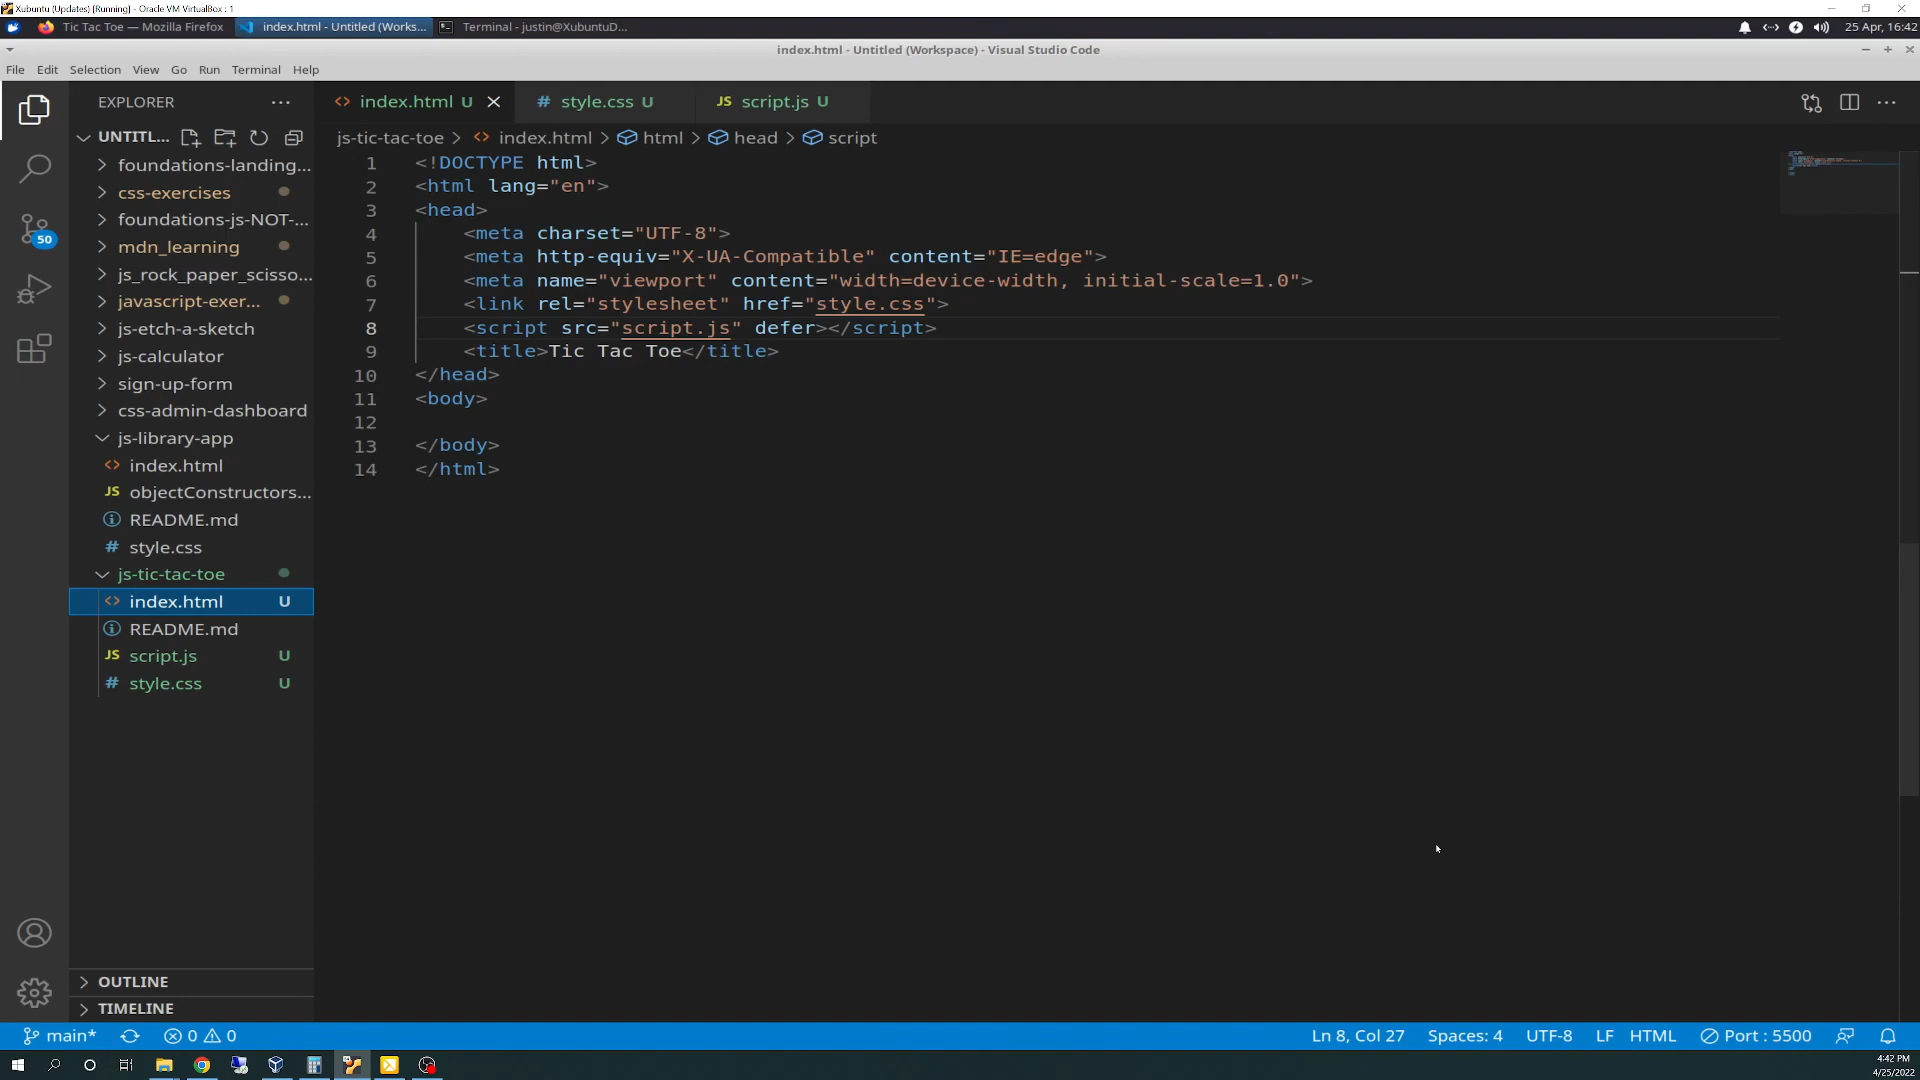 Xubuntu (Updates) [Running] - Oracle VM VirtualBox : 1
Tic Tac Toe — Mozilla Firefox
index.html - Untitled (Works...
Terminal - justin@XubuntuD...
25 Apr, 16:42
index.html - Untitled (Workspace) - Visual Studio Code
File Edit Selection View Go Run Terminal Help
EXPLORER ...
index.html U
# style.css U
JS script.js U
UNTITL...
js-tic-tac-toe > <> index.html > html > head > script
foundations-landing...
css-exercises
foundations-js-NOT-...
50
mdn_learning
js_rock_paper_scisso...
javascript-exer...
js-etch-a-sketch
js-calculator
sign-up-form
css-admin-dashboard
js-library-app
<> index.html
JS objectConstructors...
README.md
# style.css
js-tic-tac-toe
<> index.html U
README.md
JS script.js U
# style.css U
OUTLINE
TIMELINE
1 <!DOCTYPE html>
2 <html lang="en">
3 <head>
4 <meta charset="UTF-8">
5 <meta http-equiv="X-UA-Compatible" content="IE=edge">
6 <meta name="viewport" content="width=device-width, initial-scale=1.0">
7 <link rel="stylesheet" href="style.css">
8 <script src="script.js" defer></script>
9 <title>Tic Tac Toe</title>
10 </head>
11 <body>
12
13 </body>
14 </html>
main* 0 0
Ln 8, Col 27 Spaces: 4 UTF-8 LF HTML Port : 5500
4:42 PM
4/25/2022